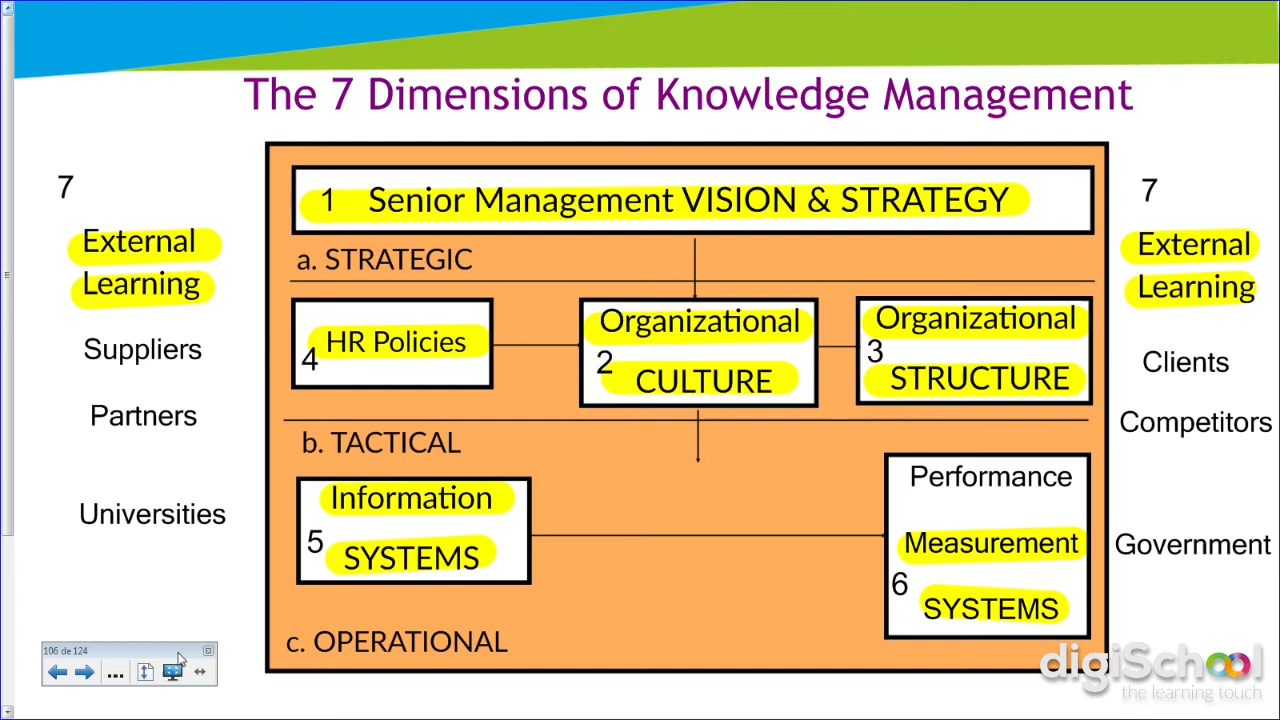 The 7 Dimensions of Knowledge Management
7
External
Learning
Suppliers
Partners
Universities
1 Senior Management VISION & STRATEGY
a. STRATEGIC
HR Policies
4
Organizational
2
CULTURE
Organizational
3
STRUCTURE
b. TACTICAL
Information
5
SYSTEMS
Performance
Measurement
6
SYSTEMS
c. OPERATIONAL
7
External
Learning
Clients
Competitors
Government
106 de 124
...
digiSchool
the learning touch